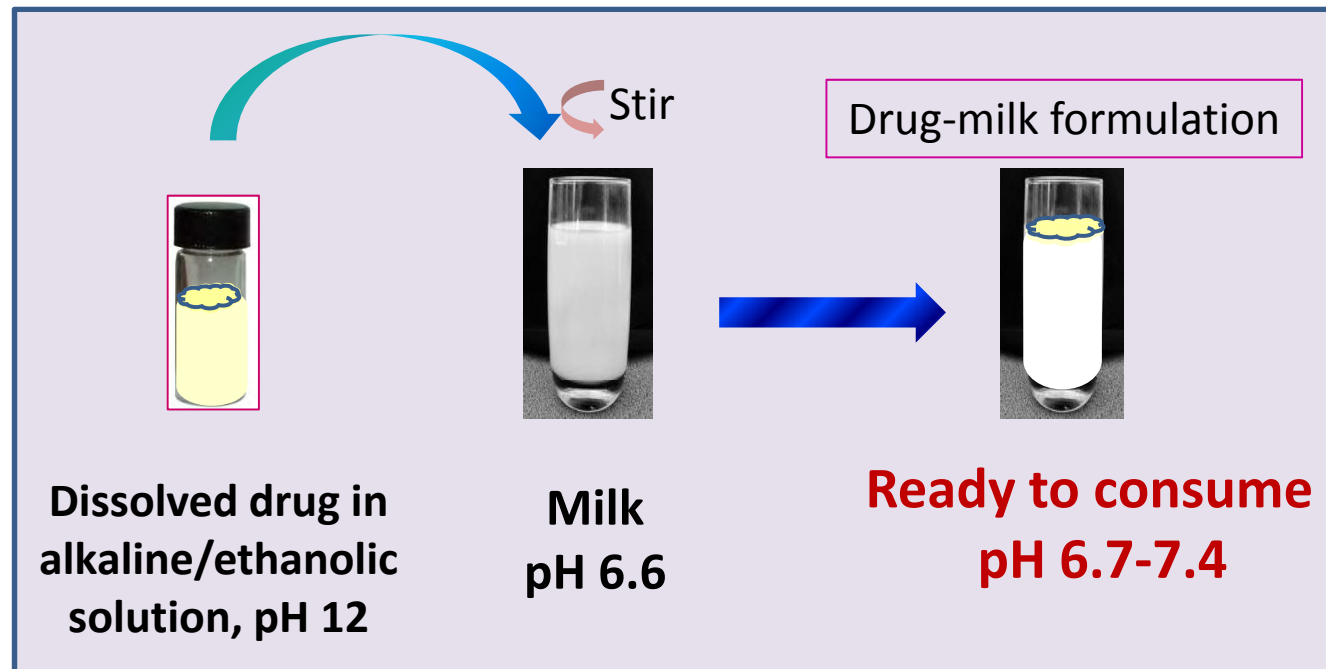 Stir
Drug-milk formulation
Dissolved drug in
alkaline/ethanolic
solution, pH 12
Milk
pH 6.6
Ready to consume
pH 6.7-7.4